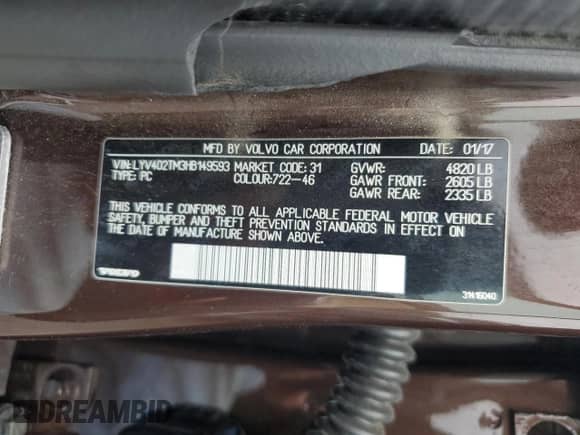 MFD BY VOLVO CAR CORPORATION DATE: 01/17
VIN: LYV402TM3HB149593 MARKET CODE: 31 GVWR: 4820 LB
TYPE: PC COLOUR:722-46 GAWR FRONT: 2605 LB
GAWR REAR: 2335 LB
THIS VEHICLE CONFORMS TO ALL APPLICABLE FEDERAL MOTOR VEHICLE
SAFETY, BUMPER AND THEFT PREVENTION STANDARDS IN EFFECT ON
THE DATE OF MANUFACTURE SHOWN ABOVE.
VOLVO 31416040
DREAMBID